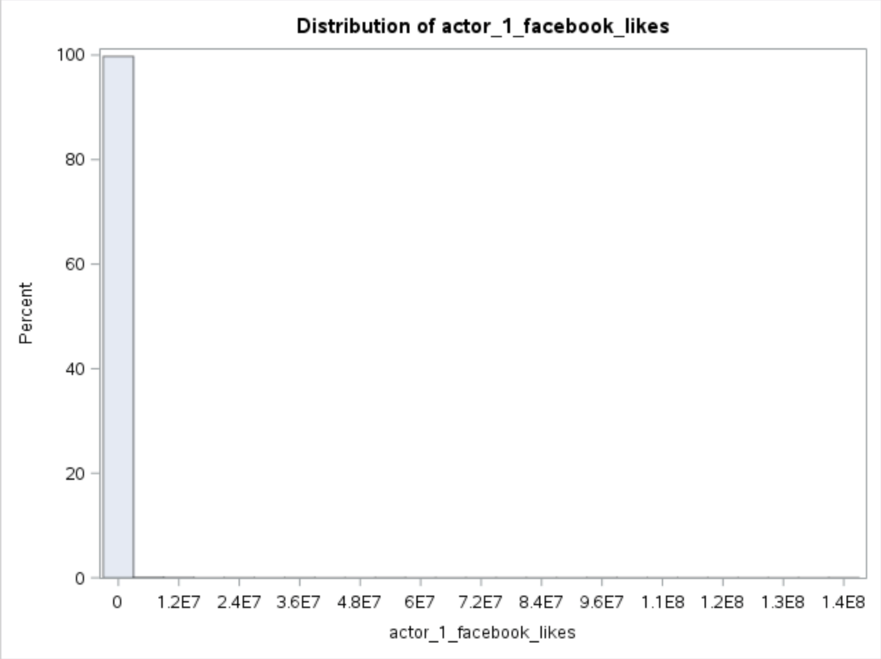 Distribution of actor_1_facebook_likes
100
80
60
40
20
0
Percent
0 1.2E7 2.4E7 3.6E7 4.8E7 6E7 7.2E7 8.4E7 9.6E7 1.1E8 1.2E8 1.3E8 1.4E8
actor_1_facebook_likes